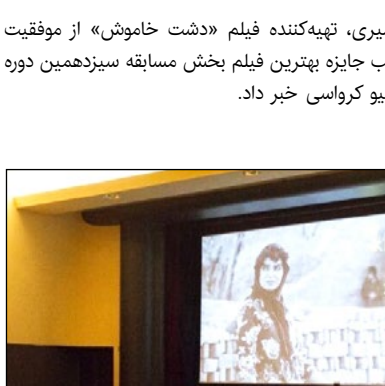 تهیه‌کننده فیلم «دشت خاموش» از موفقیت
جایزه بهترین فیلم بخش مسابقه سیزدهمین دوره
کرواسی خبر داد.